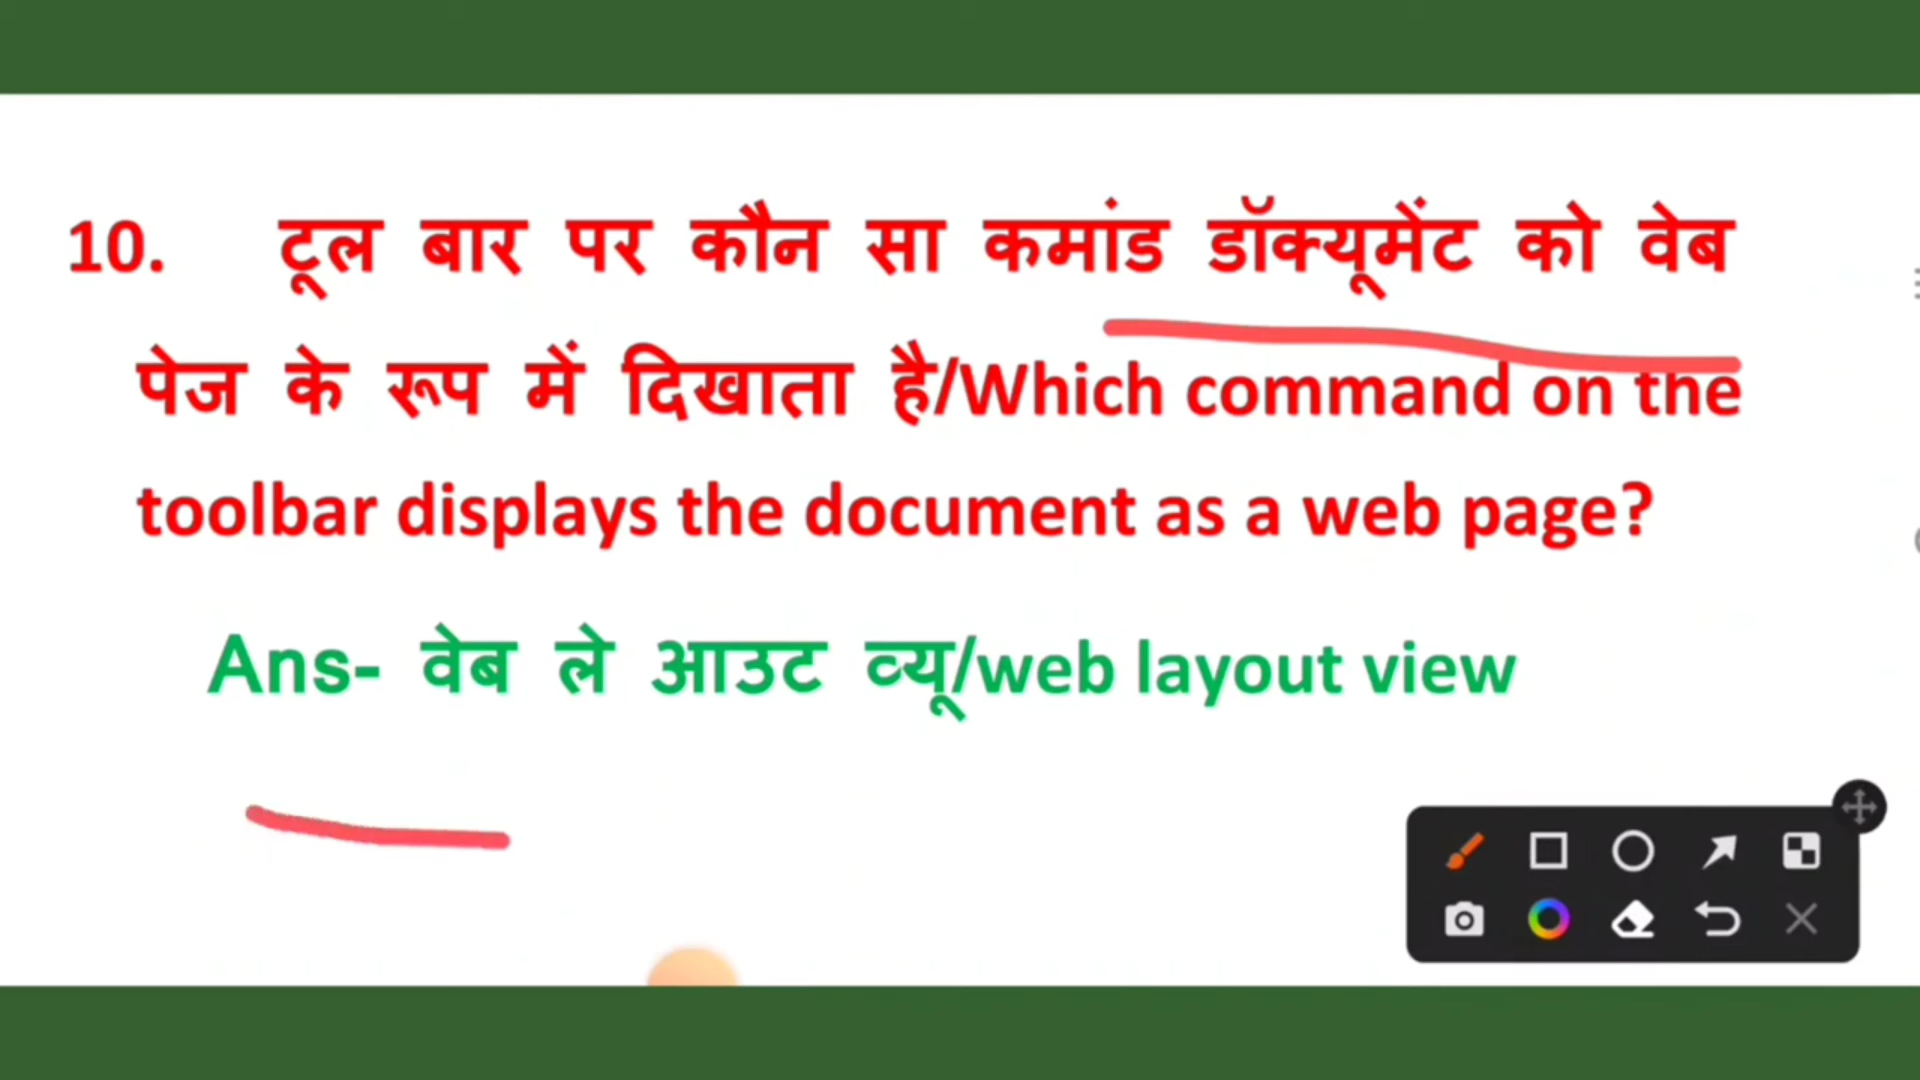 10. टूल बार पर कौन सा कमांड डॉक्यूमेंट को वेब
पेज के रूप में दिखाता है/Which command on the
toolbar displays the document as a web page?
Ans- वेब ले आउट व्यू/web layout view